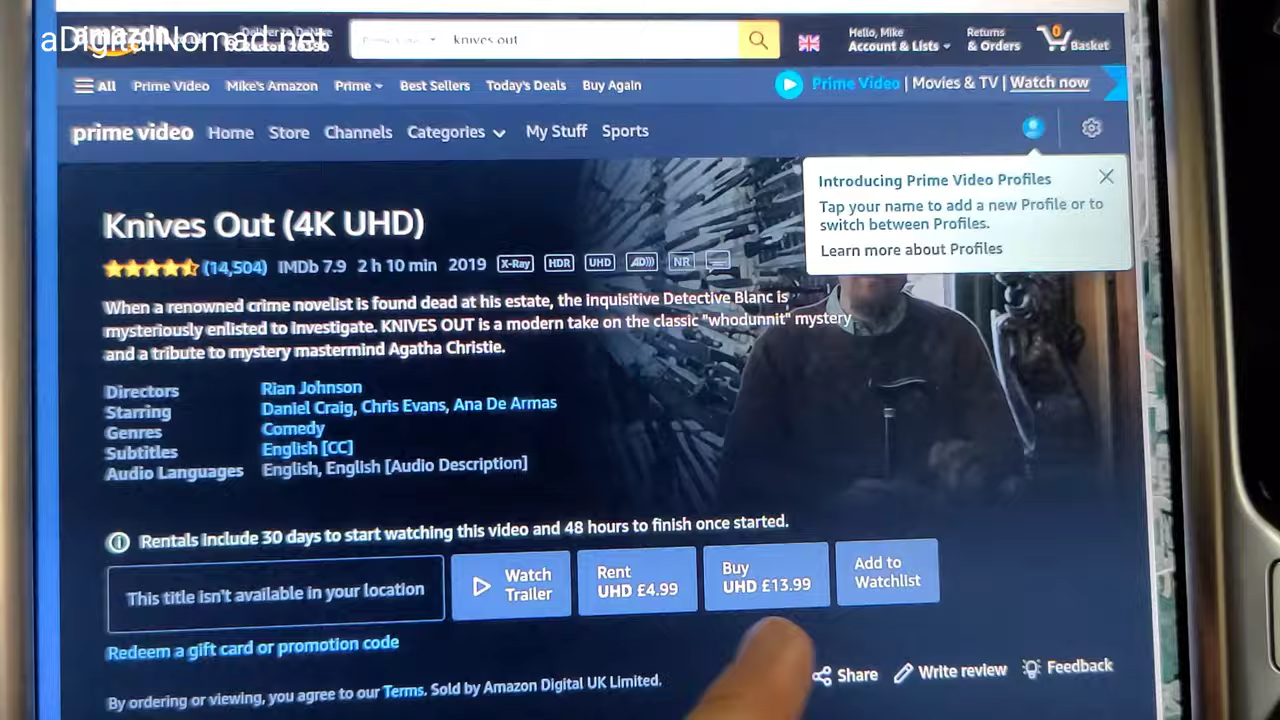 aDigitalNomad.net
amazon
knives out
Hello, Mike
Account & Lists
Returns
& Orders
0
Basket
All Prime Video Mike's Amazon Prime Best Sellers Today's Deals Buy Again
Prime Video | Movies & TV | Watch now
prime video Home Store Channels Categories My Stuff Sports
Introducing Prime Video Profiles
Tap your name to add a new Profile or to
switch between Profiles.
Learn more about Profiles
Knives Out (4K UHD)
(14,504) IMDb 7.9 2 h 10 min 2019 X-Ray HDR UHD AD))) NR
When a renowned crime novelist is found dead at his estate, the inquisitive Detective Blanc is
mysteriously enlisted to investigate. KNIVES OUT is a modern take on the classic "whodunnit" mystery
and a tribute to mystery mastermind Agatha Christie.
Directors Rian Johnson
Starring Daniel Craig, Chris Evans, Ana De Armas
Genres Comedy
Subtitles English [CC]
Audio Languages English, English [Audio Description]
Rentals include 30 days to start watching this video and 48 hours to finish once started.
This title isn't available in your location
Watch
Trailer
Rent
UHD £4.99
Buy
UHD £13.99
Add to
Watchlist
Redeem a gift card or promotion code
Share Write review Feedback
By ordering or viewing, you agree to our Terms. Sold by Amazon Digital UK Limited.